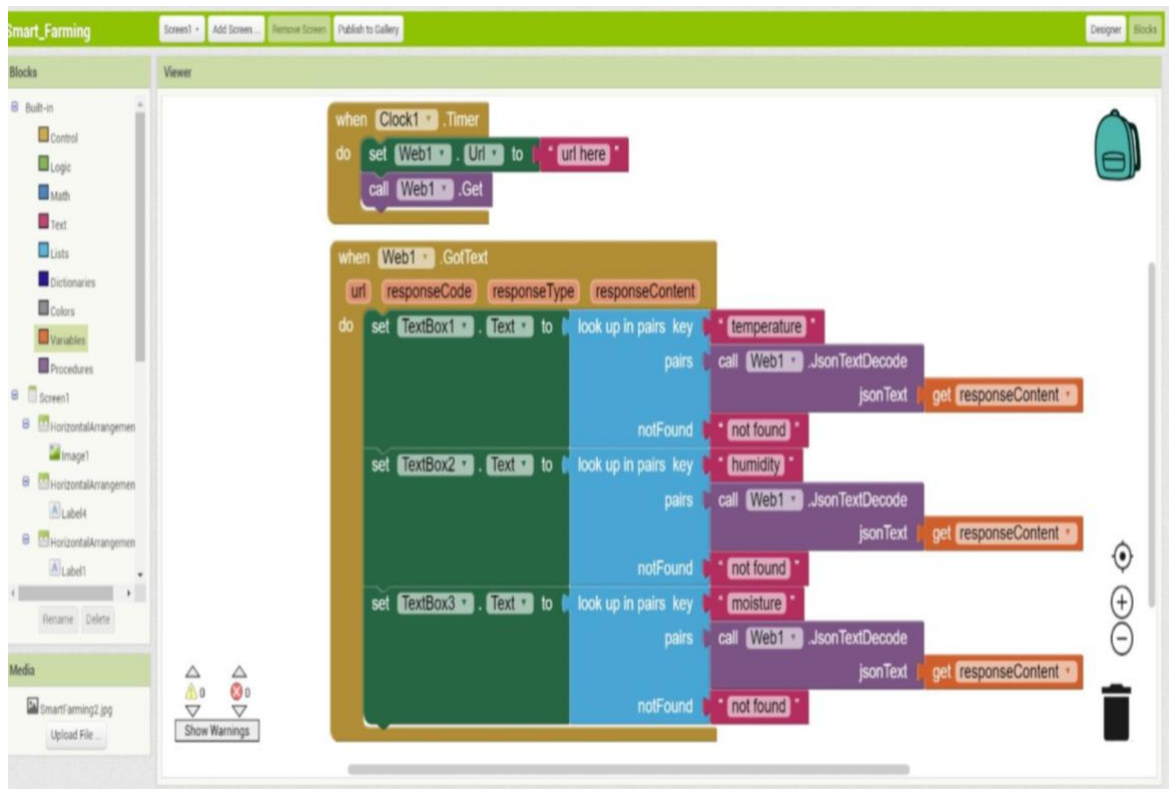 Smart_Farming
Screen1
Add Screen ...
Remove Screen
Publish to Gallery
Designer
Blocks
Blocks
Viewer
Built-in
Control
Logic
Math
Text
Lists
Dictionaries
Colors
Variables
Procedures
Screen1
HorizontalArrangemen
Image1
HorizontalArrangemen
Label4
HorizontalArrangemen
Label1
Rename Delete
Media
SmartFarming2.jpg
Upload File ...
when Clock1 .Timer
do set Web1 . Url to " url here "
call Web1 .Get
when Web1 .GotText
url responseCode responseType responseContent
do set TextBox1 . Text to look up in pairs key " temperature "
pairs call Web1 .JsonTextDecode
jsonText get responseContent
notFound " not found "
set TextBox2 . Text to look up in pairs key " humidity "
pairs call Web1 .JsonTextDecode
jsonText get responseContent
notFound " not found "
set TextBox3 . Text to look up in pairs key " moisture "
pairs call Web1 .JsonTextDecode
jsonText get responseContent
notFound " not found "
0 0
Show Warnings